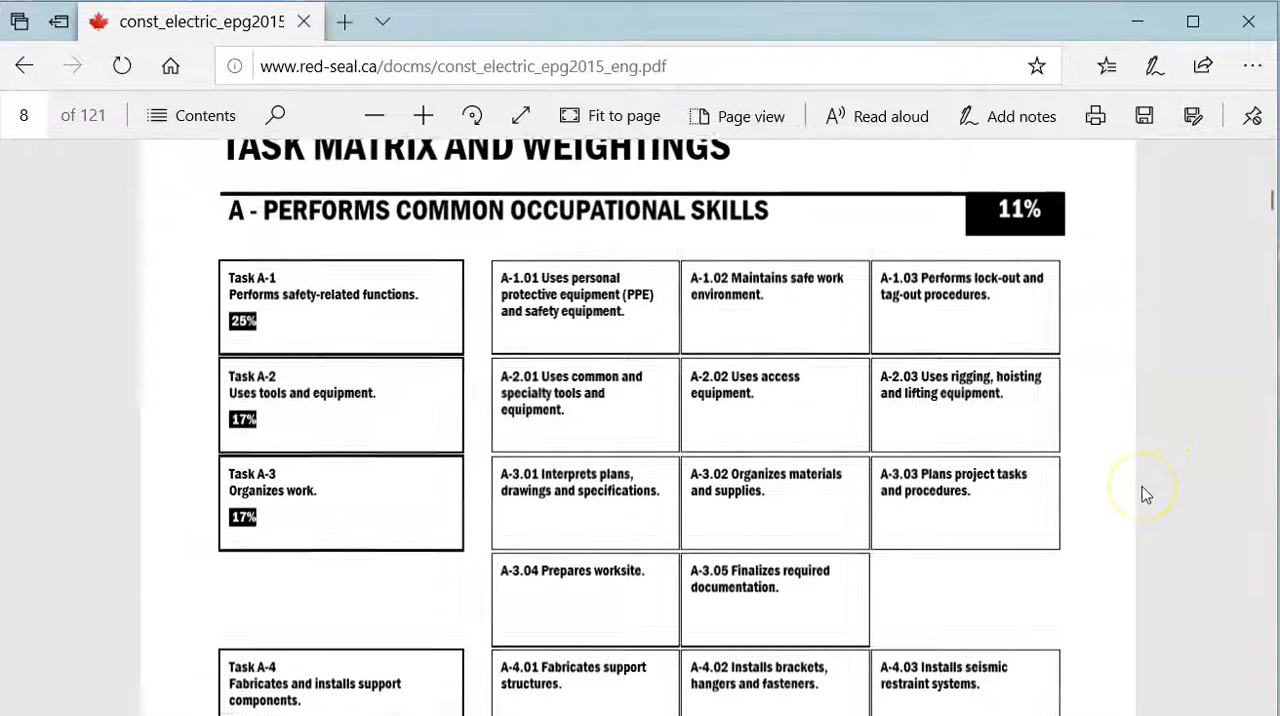 const_electric_epg2015
www.red-seal.ca/docms/const_electric_epg2015_eng.pdf
8 of 121 Contents Fit to page Page view Read aloud Add notes
TASK MATRIX AND WEIGHTINGS
A - PERFORMS COMMON OCCUPATIONAL SKILLS 11%
Task A-1
Performs safety-related functions.
25%
A-1.01 Uses personal
protective equipment (PPE)
and safety equipment.
A-1.02 Maintains safe work
environment.
A-1.03 Performs lock-out and
tag-out procedures.
Task A-2
Uses tools and equipment.
17%
A-2.01 Uses common and
specialty tools and
equipment.
A-2.02 Uses access
equipment.
A-2.03 Uses rigging, hoisting
and lifting equipment.
Task A-3
Organizes work.
17%
A-3.01 Interprets plans,
drawings and specifications.
A-3.02 Organizes materials
and supplies.
A-3.03 Plans project tasks
and procedures.
A-3.04 Prepares worksite.
A-3.05 Finalizes required
documentation.
Task A-4
Fabricates and installs support
components.
A-4.01 Fabricates support
structures.
A-4.02 Installs brackets,
hangers and fasteners.
A-4.03 Installs seismic
restraint systems.